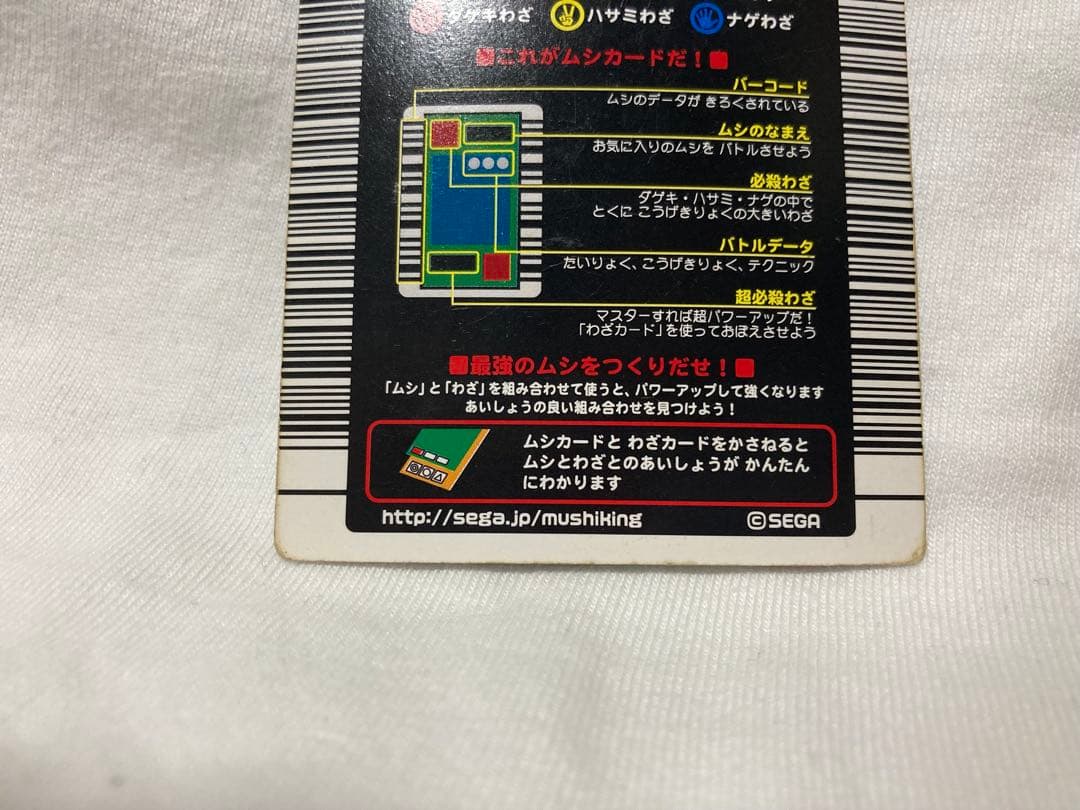 ダゲキわざ ハサミわざ ナゲわざ
これがムシカードだ！
バーコード
ムシのデータが きろくされている
ムシのなまえ
お気に入りのムシを バトルさせよう
必殺わざ
ダゲキ・ハサミ・ナゲの中で
とくに こうげきりょくの大きいわざ
バトルデータ
たいりょく、こうげきりょく、テクニック
超必殺わざ
マスターすれば超パワーアップだ！
「わざカード」を使っておぼえさせよう
最強のムシをつくりだせ！
「ムシ」と「わざ」を組み合わせて使うと、パワーアップして強くなります
あいしょうの良い組み合わせを見つけよう！
ムシカードと わざカードをかさねると
ムシとわざとのあいしょうが かんたん
にわかります
http://sega.jp/mushiking ©SEGA